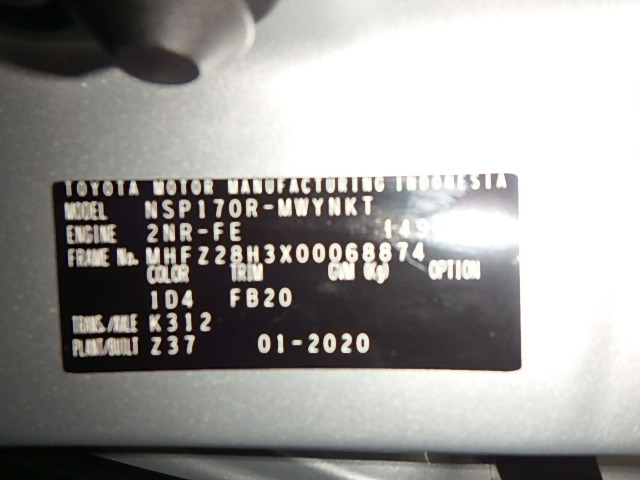 TOYOTA MOTOR MANUFACTURING INDONESIA
MODEL NSP170R-MWYNKT
ENGINE 2NR-FE
FRAME No. MHFZ28H3X00068874
COLOR TRIM GVM (Kg) OPTION
1D4 FB20
TRANS./AXLE K312
PLANT/BUILT Z37 01-2020